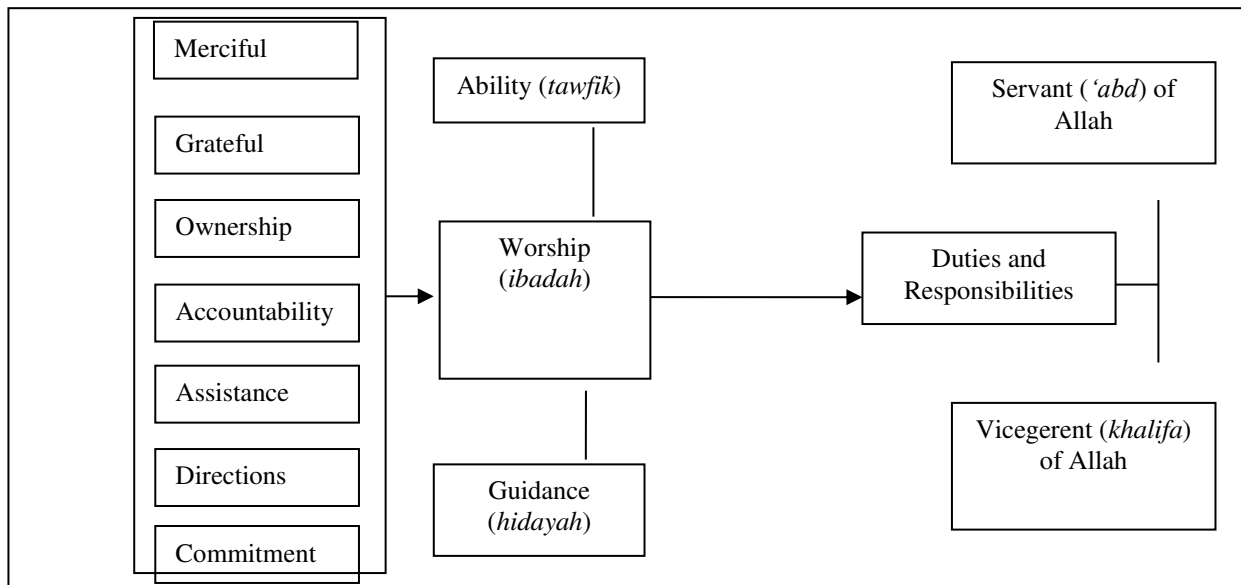 Merciful
Grateful
Ownership
Accountability
Assistance
Directions
Commitment
Ability (tawfik)
Worship
(ibadah)
Guidance
(hidayah)
Duties and
Responsibilities
Servant (‘abd) of
Allah
Vicegerent (khalifa)
of Allah